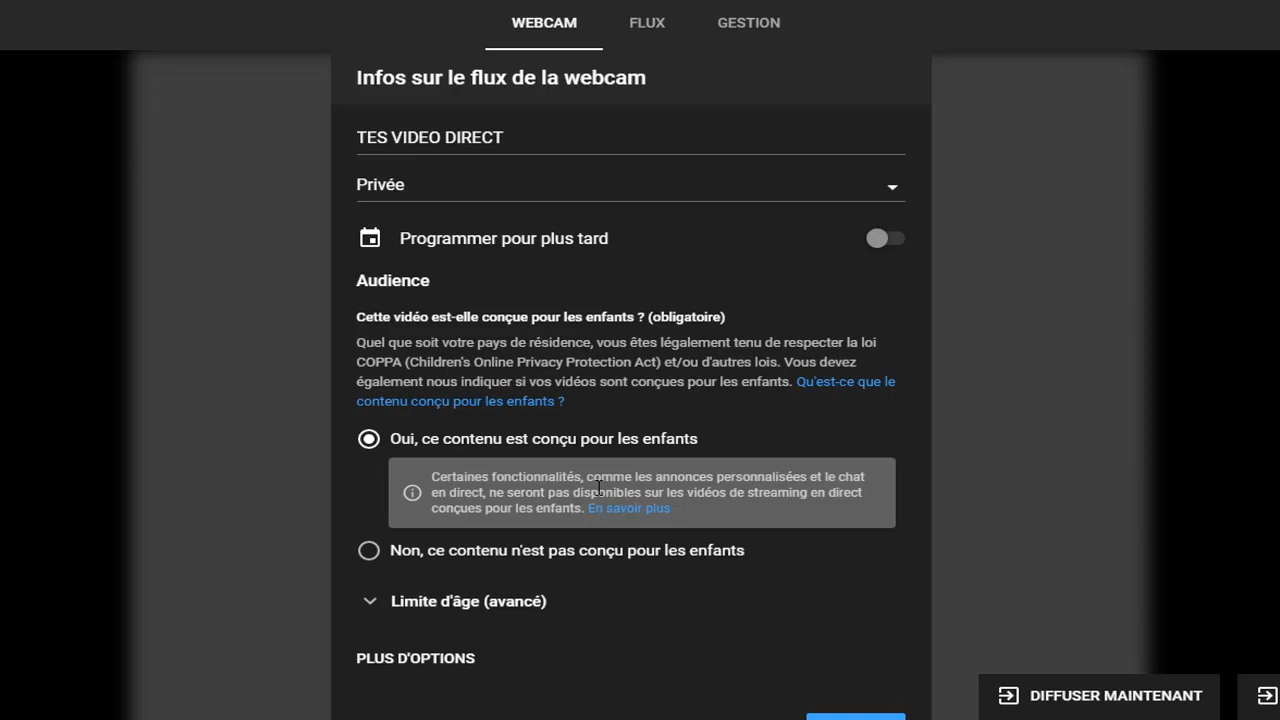 WEBCAM FLUX GESTION
Infos sur le flux de la webcam
TES VIDEO DIRECT
Privée
Programmer pour plus tard
Audience
Cette vidéo est-elle conçue pour les enfants ? (obligatoire)
Quel que soit votre pays de résidence, vous êtes légalement tenu de respecter la loi
COPPA (Children's Online Privacy Protection Act) et/ou d'autres lois. Vous devez
également nous indiquer si vos vidéos sont conçues pour les enfants. Qu'est-ce que le
contenu conçu pour les enfants ?
Oui, ce contenu est conçu pour les enfants
Certaines fonctionnalités, comme les annonces personnalisées et le chat
en direct, ne seront pas disponibles sur les vidéos de streaming en direct
conçues pour les enfants. En savoir plus
Non, ce contenu n'est pas conçu pour les enfants
Limite d'âge (avancé)
PLUS D'OPTIONS
DIFFUSER MAINTENANT